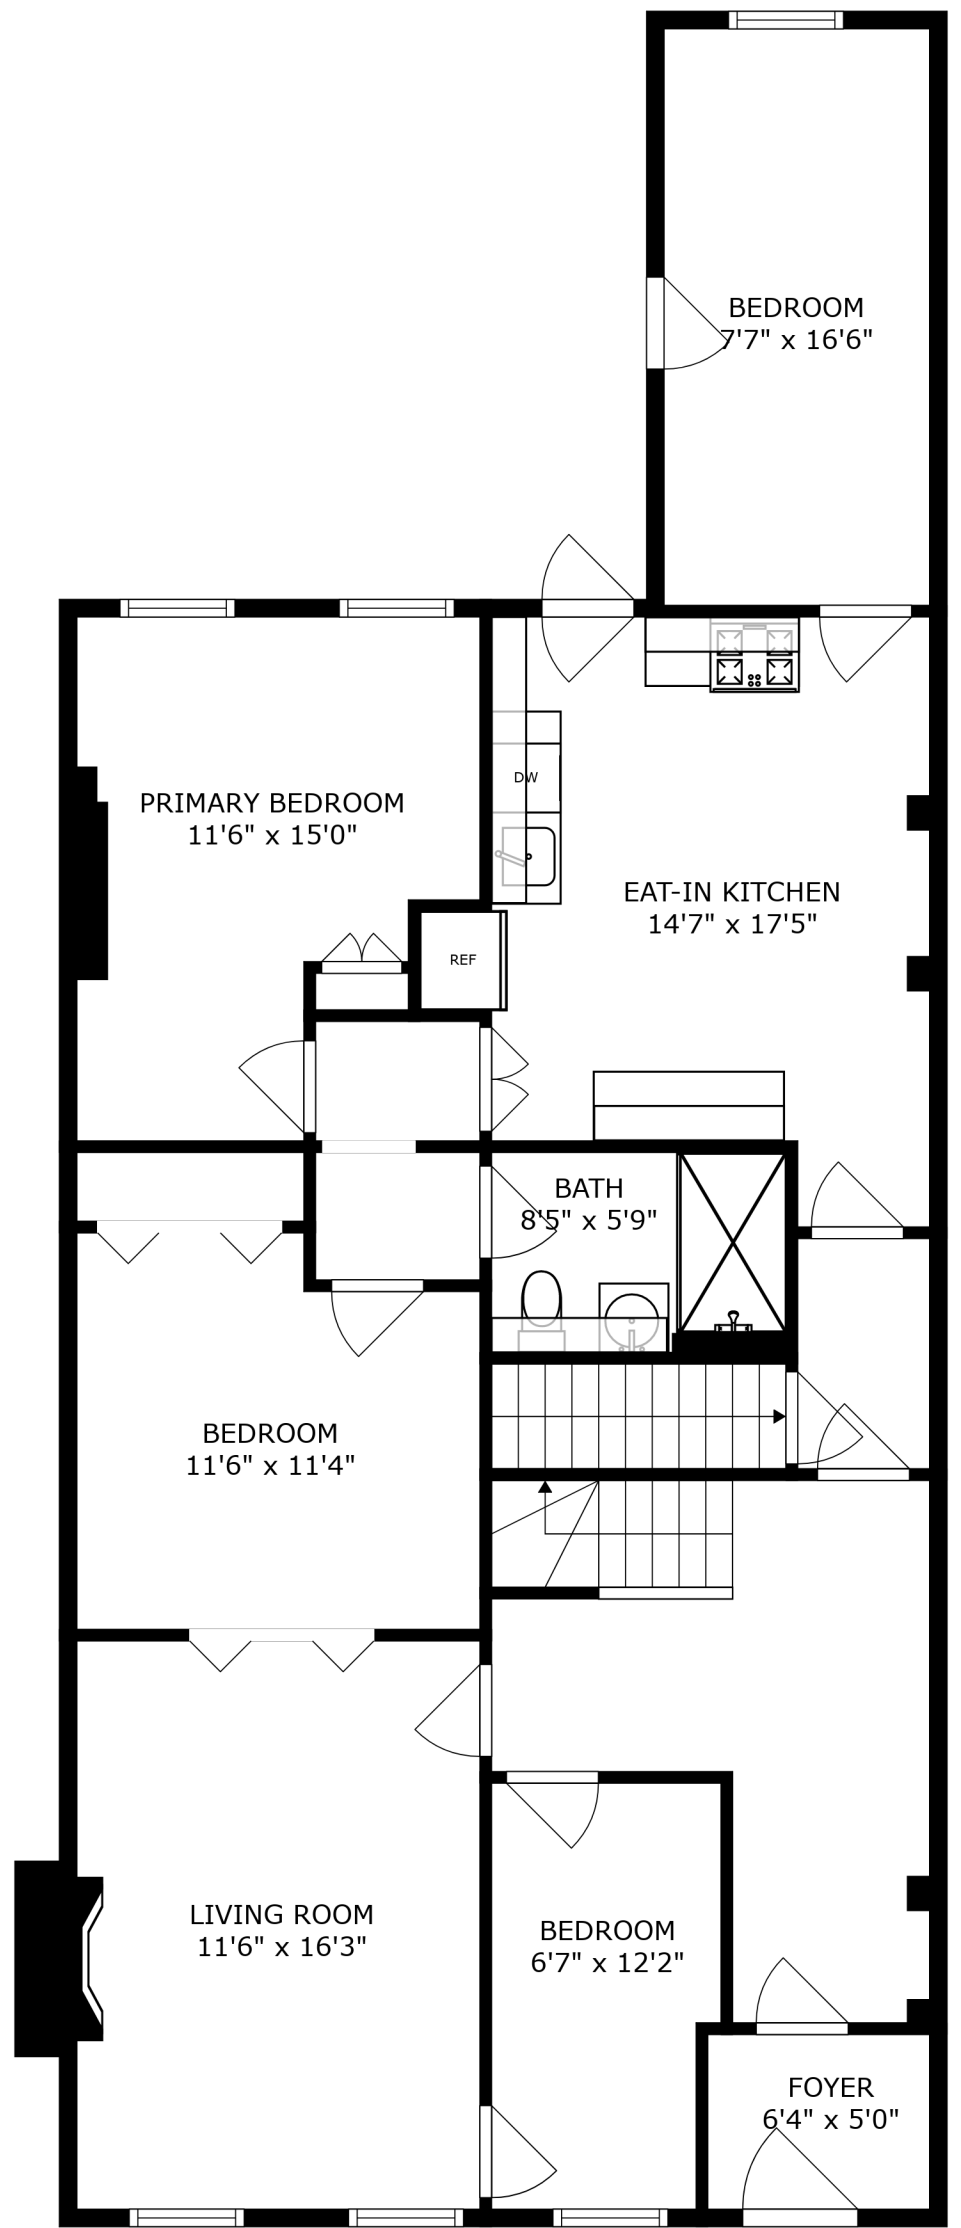 BEDROOM
7'7" x 16'6"
PRIMARY BEDROOM
11'6" x 15'0"
DW
EAT-IN KITCHEN
14'7" x 17'5"
REF
BATH
8'5" x 5'9"
BEDROOM
11'6" x 11'4"
LIVING ROOM
11'6" x 16'3"
BEDROOM
6'7" x 12'2"
FOYER
6'4" x 5'0"